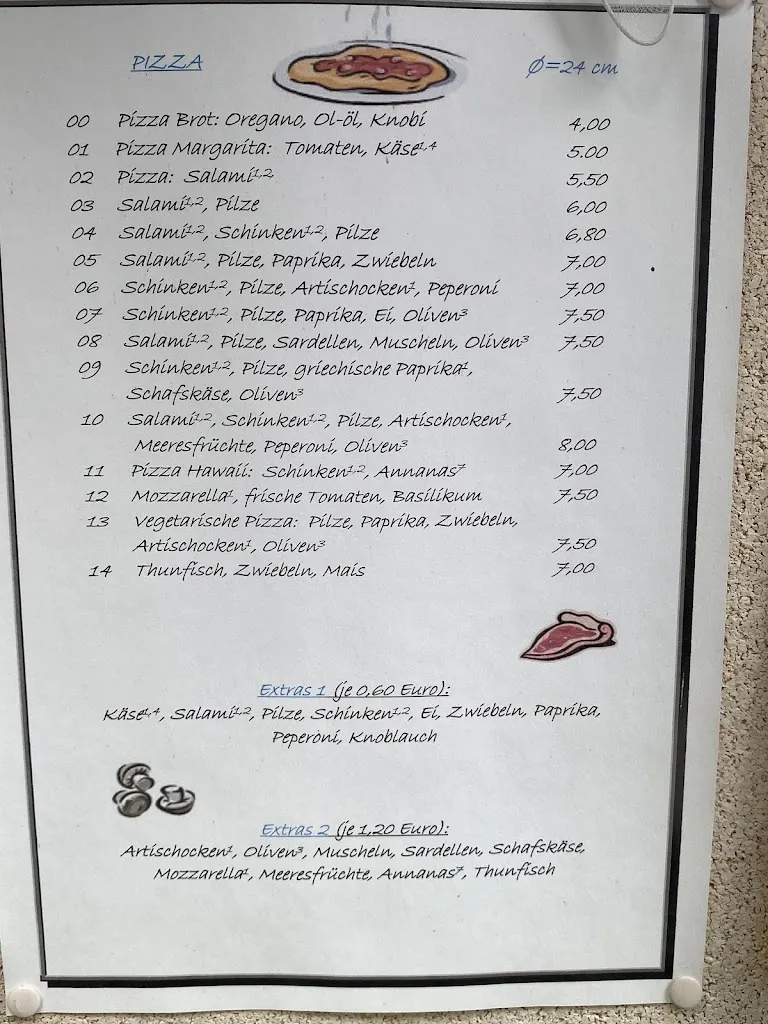 PIZZA Ø=24 cm
00 Pizza Brot: Oregano, Ol-öl, Knobi 4,00
01 Pizza Margarita: Tomaten, Käse¹,⁴ 5.00
02 Pizza: Salami¹,² 5,50
03 Salami¹,², Pilze 6,00
04 Salami¹,², Schinken¹,², Pilze 6,80
05 Salami¹,², Pilze, Paprika, Zwiebeln 7,00
06 Schinken¹,², Pilze, Artischocken¹, Peperoni 7,00
07 Schinken¹,², Pilze, Paprika, Ei, Oliven³ 7,50
08 Salami¹,², Pilze, Sardellen, Muscheln, Oliven³ 7,50
09 Schinken¹,², Pilze, griechische Paprika¹,
Schafskäse, Oliven³ 7,50
10 Salami¹,², Schinken¹,², Pilze, Artischocken¹,
Meeresfrüchte, Peperoni, Oliven³ 8,00
11 Pizza Hawaii: Schinken¹,², Annanas⁷ 7,00
12 Mozzarella¹, frische Tomaten, Basilikum 7,50
13 Vegetarische Pizza: Pilze, Paprika, Zwiebeln,
Artischocken¹, Oliven³ 7,50
14 Thunfisch, Zwiebeln, Mais 7,00
Extras 1 (je 0,60 Euro):
Käse¹,⁴, Salami¹,², Pilze, Schinken¹,², Ei, Zwiebeln, Paprika,
Peperoni, Knoblauch
Extras 2 (je 1,20 Euro):
Artischocken¹, Oliven³, Muscheln, Sardellen, Schafskäse,
Mozzarella¹, Meeresfrüchte, Annanas⁷, Thunfisch